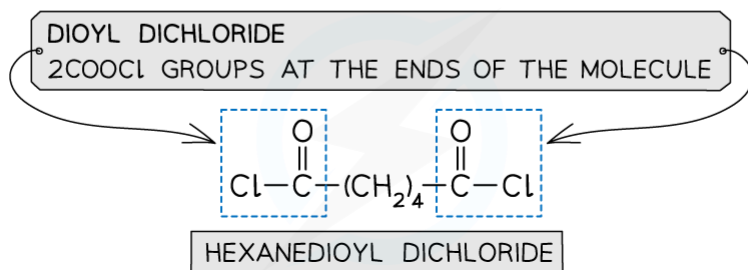 DIOYL DICHLORIDE
2COOCl GROUPS AT THE ENDS OF THE MOLECULE
O O
Cl—C—(CH₂)₄—C—Cl
HEXANEDIOYL DICHLORIDE